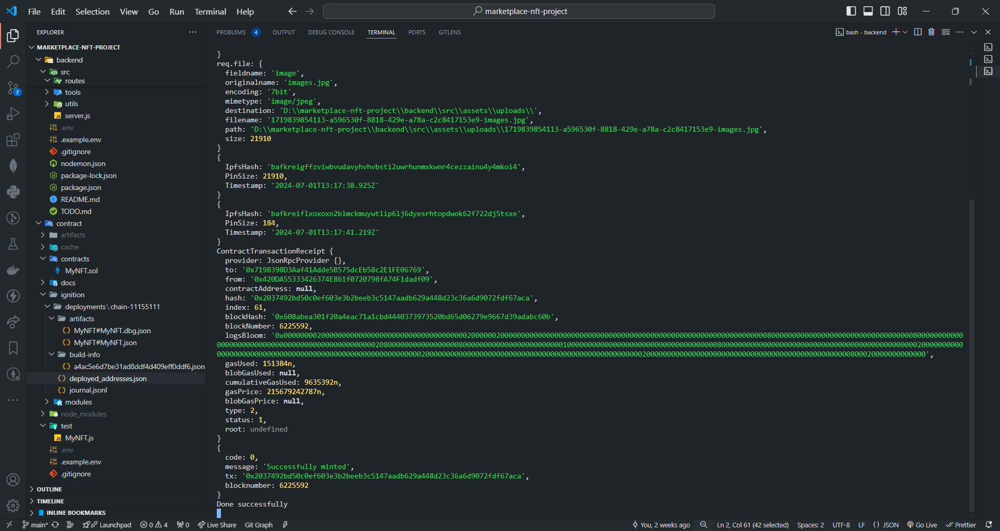 File Edit Selection View Go Run Terminal Help
marketplace-nft-project
EXPLORER
MARKETPLACE-NFT-PROJECT
backend
src
routes
tools
utils
server.js
.env
.example.env
.gitignore
nodemon.json
package-lock.json
package.json
README.md
TODO.md
contract
artifacts
cache
contracts
MyNFT.sol
docs
ignition
deployments\chain-11155111
artifacts
MyNFT#MyNFT.dbg.json
MyNFT#MyNFT.json
build-info
a4ac5e6d7be31ad8ddf4d409eff0ddf6.json
deployed_addresses.json
journal.jsonl
modules
node_modules
test
MyNFT.js
.env
.example.env
.gitignore
OUTLINE
TIMELINE
INLINE BOOKMARKS
7
PROBLEMS 4 OUTPUT DEBUG CONSOLE TERMINAL PORTS GITLENS
bash - backend
}
req.file: {
fieldname: 'image',
originalname: 'images.jpg',
encoding: '7bit',
mimetype: 'image/jpeg',
destination: 'D:\\marketplace-nft-project\\backend\\src\\assets\\uploads\\',
filename: '1719839854113-a596530f-8818-429e-a78a-c2c8417153e9-images.jpg',
path: 'D:\\marketplace-nft-project\\backend\\src\\assets\\uploads\\1719839854113-a596530f-8818-429e-a78a-c2c8417153e9-images.jpg',
size: 21910
}
{
IpfsHash: 'bafkreigffzviwbvudavyhvhvbsti2uwrhunmxkwnr4cezzainu4y4mkoi4',
PinSize: 21910,
Timestamp: '2024-07-01T13:17:38.925Z'
}
{
IpfsHash: 'bafkreiflxoxoxn2blmckmuywtlip6lj6dyesrhtopdwok62f722dj5tsxe',
PinSize: 184,
Timestamp: '2024-07-01T13:17:41.219Z'
}
ContractTransactionReceipt {
provider: JsonRpcProvider {},
to: '0x7198398D3Aaf41Adde5B575dcEb58c2E1FE06769',
from: '0x420DA55333426374E861f0720798fA74F1dadf09',
contractAddress: null,
hash: '0x2037492bd50c0ef603e3b2beeb3c5147aadb629a448d23c36a6d9072fdf67aca',
index: 61,
blockHash: '0x608abea301f20a4eac71a1cbd4440373973520bd65d06279e9667d39adabc60b',
blockNumber: 6225592,
logsBloom:
gasUsed: 151384n,
blobGasUsed: null,
cumulativeGasUsed: 9635392n,
gasPrice: 215679242787n,
blobGasPrice: null,
type: 2,
status: 1,
root: undefined
}
{
code: 0,
message: 'Successfully minted',
tx: '0x2037492bd50c0ef603e3b2beeb3c5147aadb629a448d23c36a6d9072fdf67aca',
blocknumber: 6225592
}
Done successfully
main* Launchpad 0 4 0 Live Share Git Graph You, 2 weeks ago Ln 2, Col 61 (42 selected) Spaces: 2 UTF-8 LF {} JSON Go Live Prettier